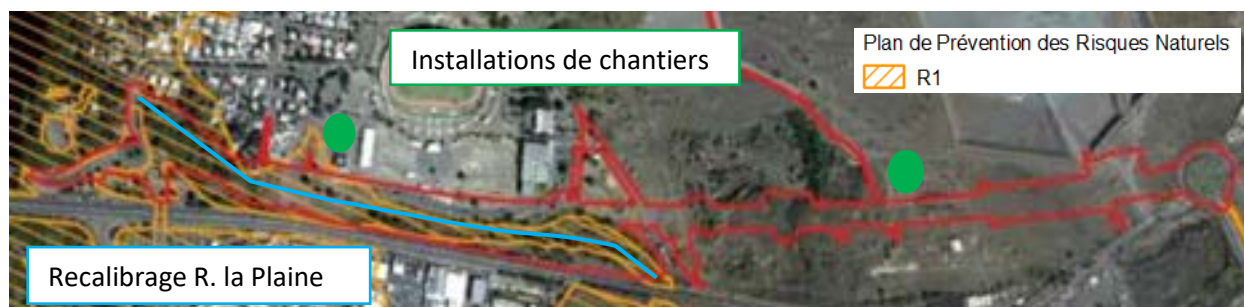 Installations de chantiers
Plan de Prévention des Risques Naturels
R1
Recalibrage R. la Plaine